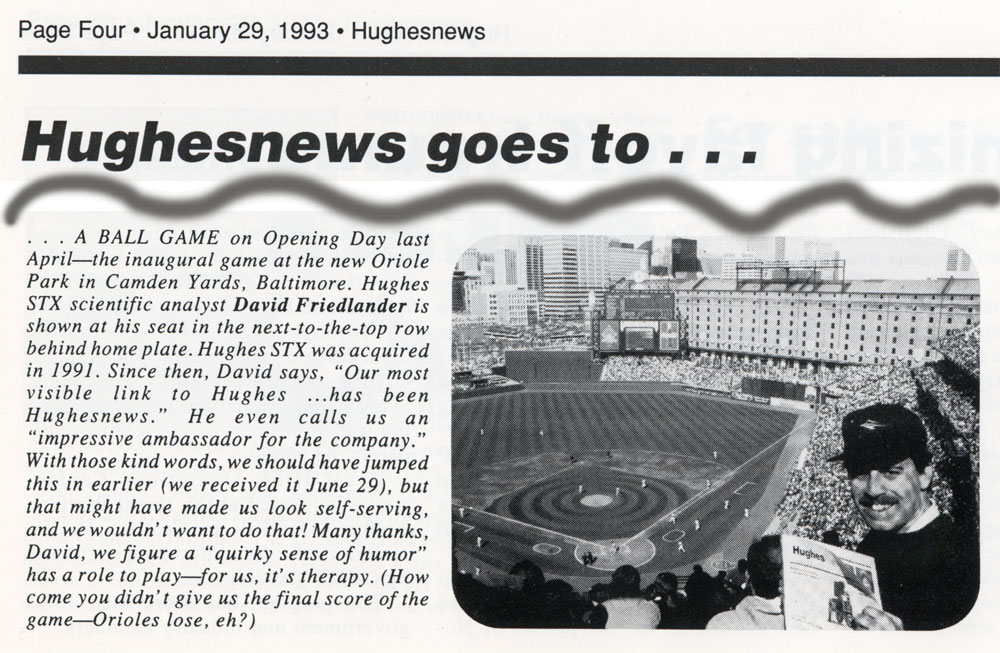 Page Four • January 29, 1993 • Hughesnews
Hughesnews goes to . . .
. . . A BALL GAME on Opening Day last
April—the inaugural game at the new Oriole
Park in Camden Yards, Baltimore. Hughes
STX scientific analyst David Friedlander is
shown at his seat in the next-to-the-top row
behind home plate. Hughes STX was acquired
in 1991. Since then, David says, “Our most
visible link to Hughes ...has been
Hughesnews.” He even calls us an
“impressive ambassador for the company.”
With those kind words, we should have jumped
this in earlier (we received it June 29), but
that might have made us look self-serving,
and we wouldn't want to do that! Many thanks,
David, we figure a “quirky sense of humor”
has a role to play—for us, it's therapy. (How
come you didn't give us the final score of the
game—Orioles lose, eh?)
Hughes